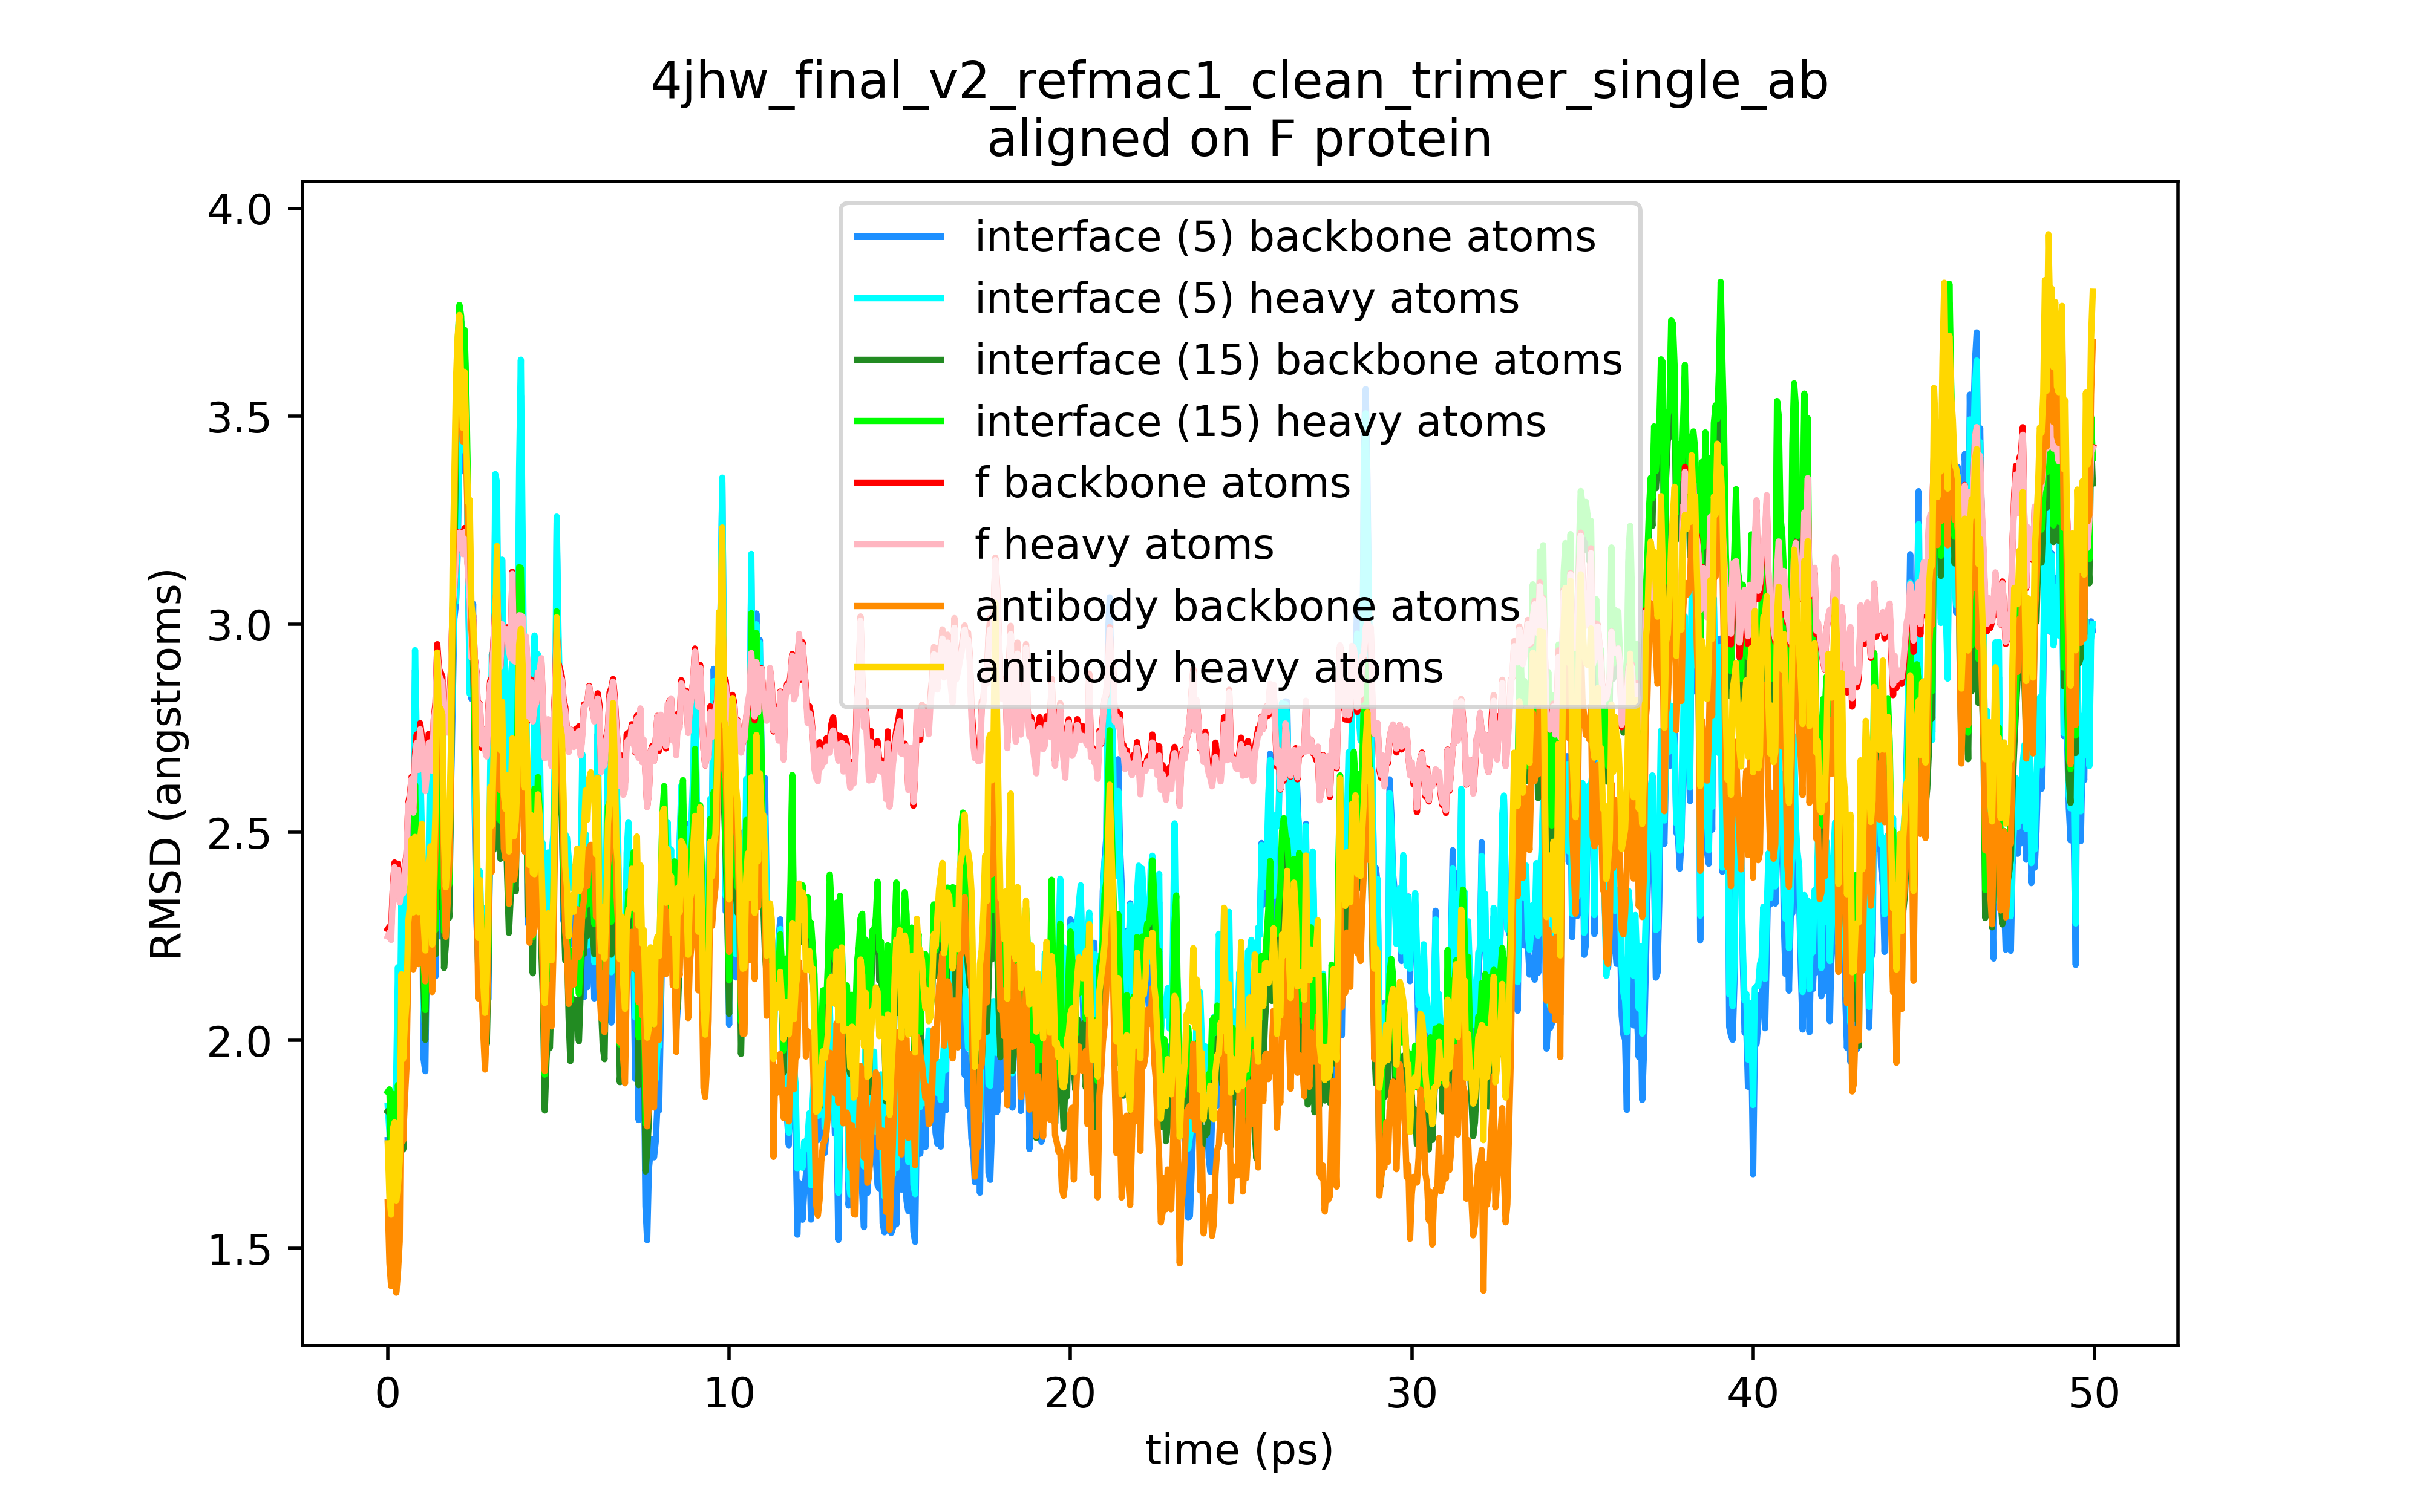 4jhw_final_v2_refmac1_clean_trimer_single_ab
aligned on F protein
4.0
3.5
3.0
2.5
2.0
1.5
RMSD (angstroms)
interface (5) backbone atoms
interface (5) heavy atoms
interface (15) backbone atoms
interface (15) heavy atoms
f backbone atoms
f heavy atoms
antibody backbone atoms
antibody heavy atoms
0 10 20 30 40 50
time (ps)